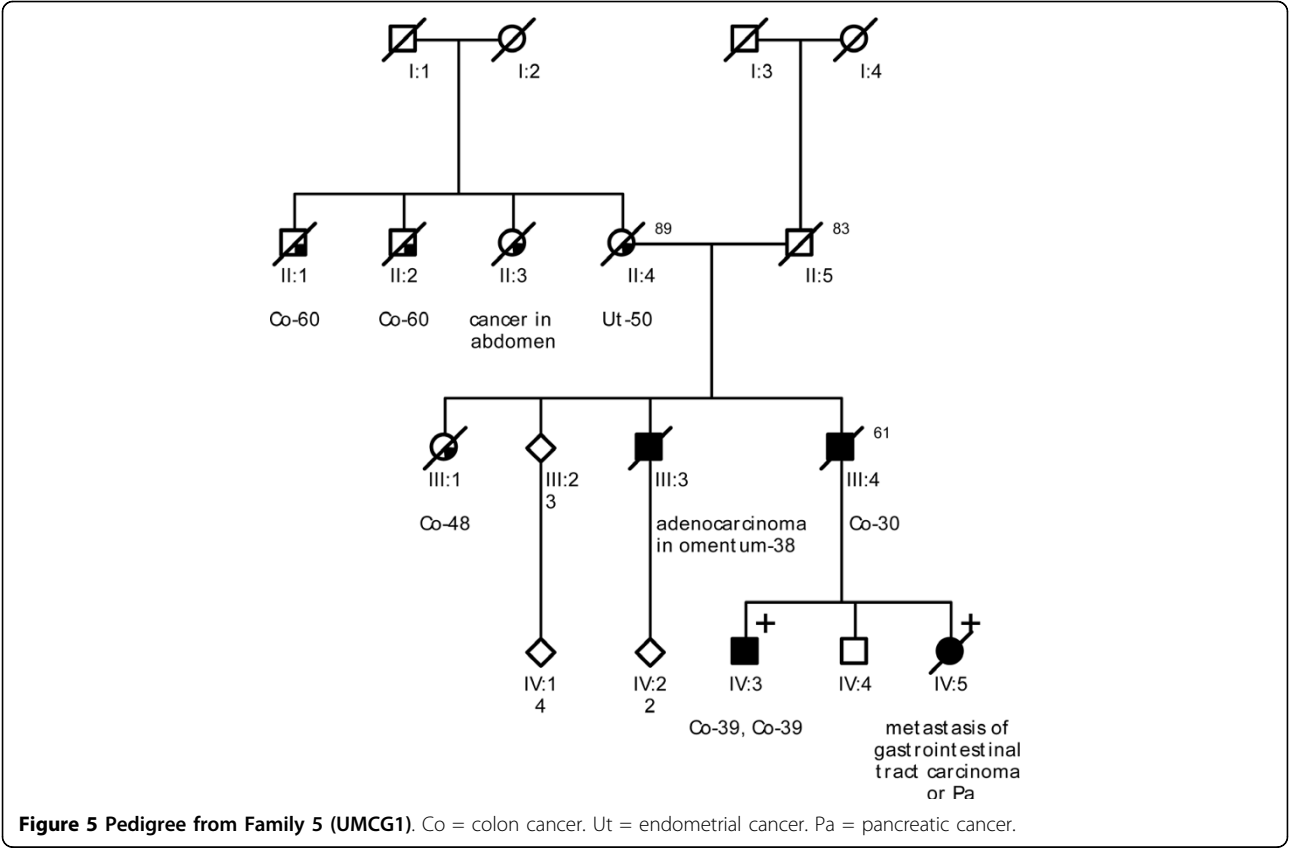 I:1
I:2
I:3
I:4
89
83
II:1
II:2
II:3
II:4
II:5
Co-60
Co-60
cancer in
abdomen
Ut-50
61
III:1
III:2
3
III:3
III:4
Co-48
adenocarcinoma
in omentum-38
Co-30
+
+
IV:1
4
IV:2
2
IV:3
IV:4
IV:5
Co-39, Co-39
metastasis of
gastrointestinal
tract carcinoma
or Pa
Figure 5 Pedigree from Family 5 (UMCG1). Co = colon cancer. Ut = endometrial cancer. Pa = pancreatic cancer.